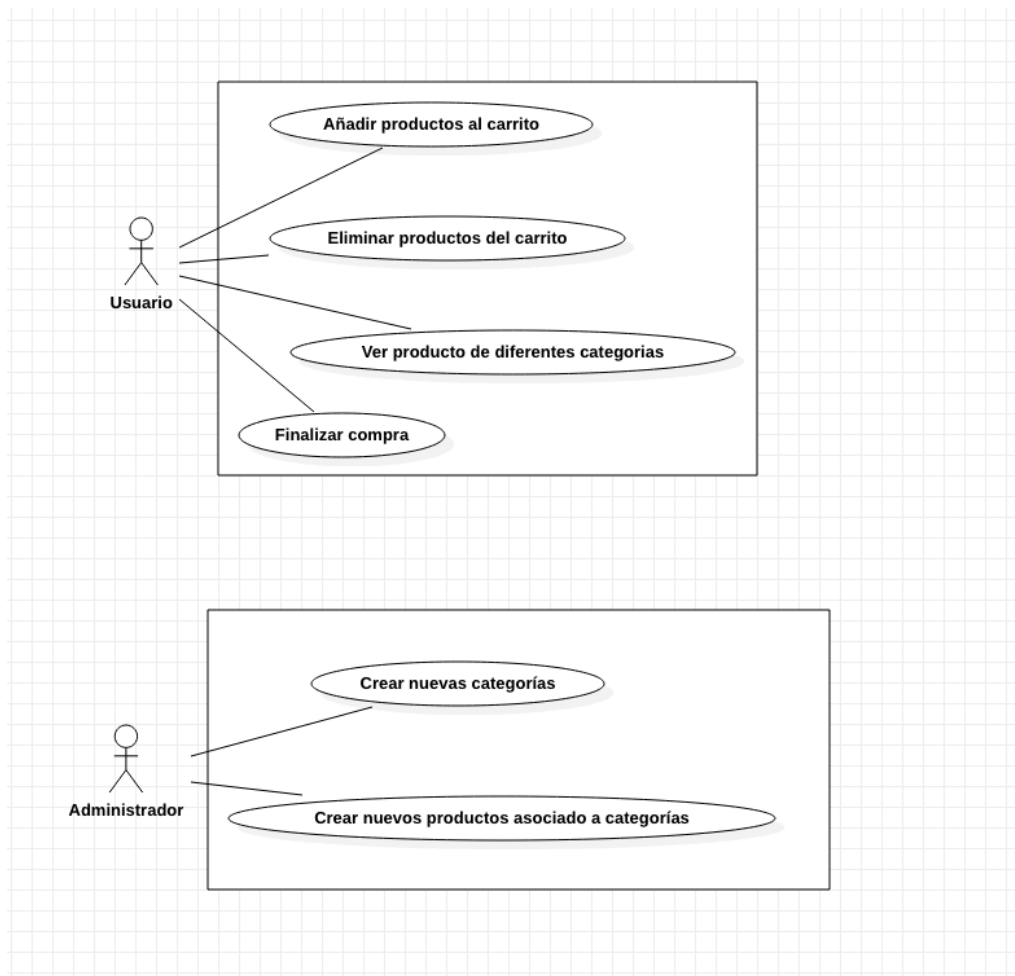 Añadir productos al carrito
Eliminar productos del carrito
Usuario
Ver producto de diferentes categorias
Finalizar compra
Crear nuevas categorías
Administrador
Crear nuevos productos asociado a categorías